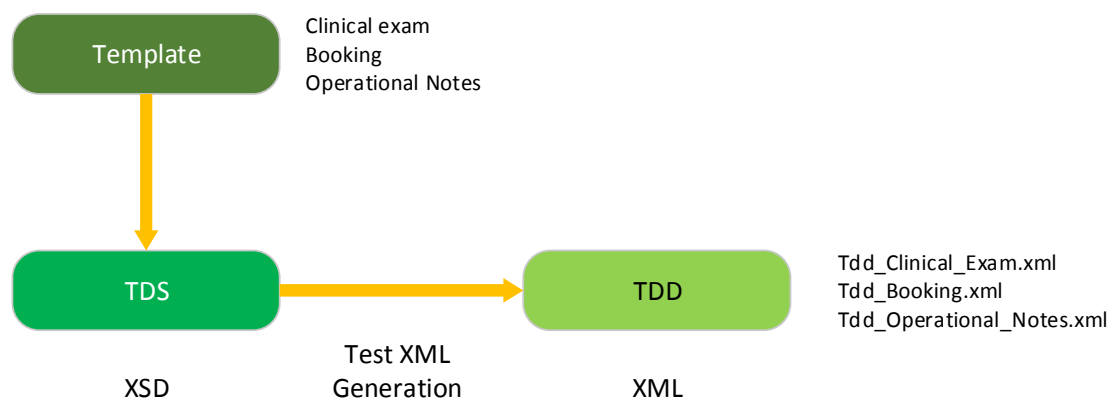 Template
Clinical exam
Booking
Operational Notes
TDS
TDD
Tdd_Clinical_Exam.xml
Tdd_Booking.xml
Tdd_Operational_Notes.xml
XSD
Test XML
Generation
XML